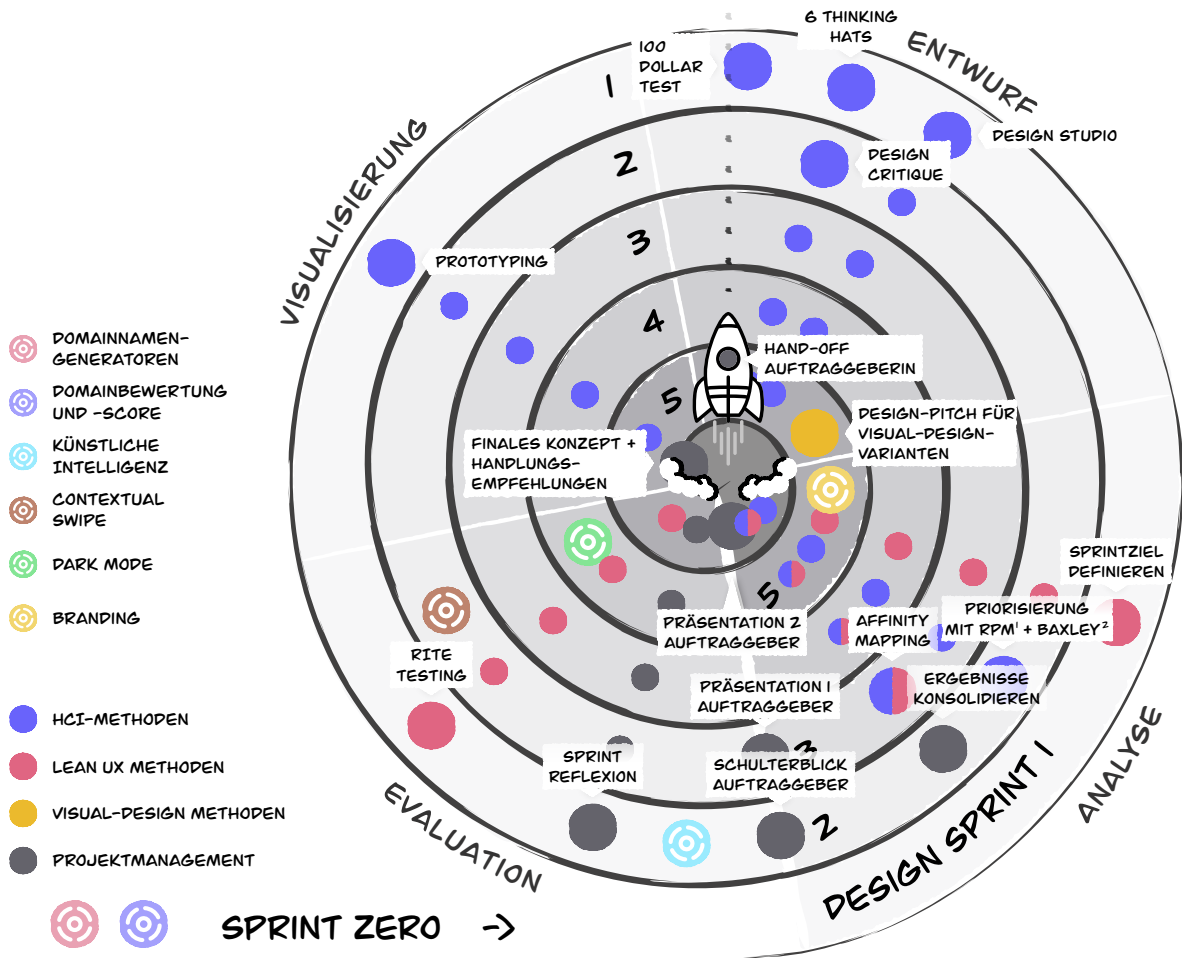 6 THINKING
HATS
100
DOLLAR
TEST
ENTWURF
1
DESIGN STUDIO
VISUALISIERUNG
2
DESIGN
CRITIQUE
3
PROTOTYPING
4
HAND-OFF
AUFTRAGGEBERIN
5
DESIGN-PITCH FÜR
VISUAL-DESIGN-
VARIANTEN
FINALES KONZEPT +
HANDLUNGS-
EMPFEHLUNGEN
DOMAINNAMEN-
GENERATOREN
DOMAINBEWERTUNG
UND -SCORE
KÜNSTLICHE
INTELLIGENZ
CONTEXTUAL
SWIPE
DARK MODE
BRANDING
SPRINTZIEL
DEFINIEREN
5
PRIORISIERUNG
MIT RPM¹ + BAXLEY²
AFFINITY
MAPPING
PRÄSENTATION 2
AUFTRAGGEBER
RITE
TESTING
ERGEBNISSE
KONSOLIDIEREN
PRÄSENTATION 1
AUFTRAGGEBER
3
SPRINT
REFLEXION
SCHULTERBLICK
AUFTRAGGEBER
2
ANALYSE
DESIGN SPRINT 1
EVALUATION
HCI-METHODEN
LEAN UX METHODEN
VISUAL-DESIGN METHODEN
PROJEKTMANAGEMENT
SPRINT ZERO →